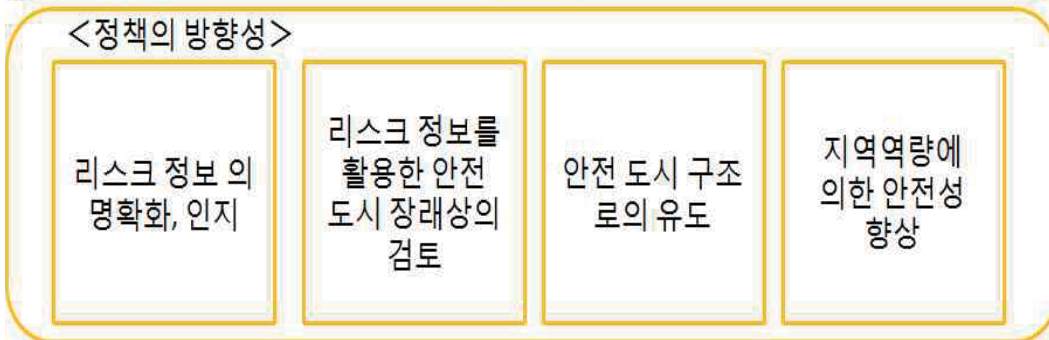 <정책의 방향성>
리스크 정보 의
명확화, 인지
리스크 정보를
활용한 안전
도시 장래상의
검토
안전 도시 구조
로의 유도
지역역량에
의한 안전성
향상